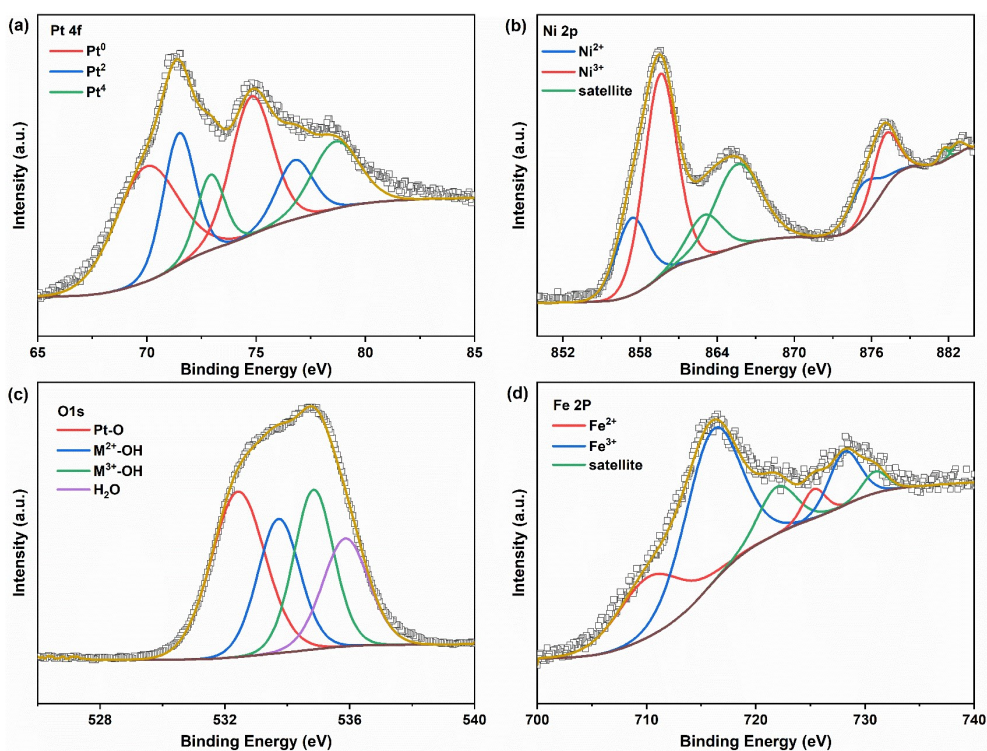 (a)
Pt 4f
Pt⁰
Pt²
Pt⁴
Intensity (a.u.)
65 70 75 80 85
Binding Energy (eV)
(b)
Ni 2p
Ni²⁺
Ni³⁺
satellite
Intensity (a.u.)
852 858 864 870 876 882
Binding Energy (eV)
(c)
O1s
Pt-O
M²⁺-OH
M³⁺-OH
H₂O
Intensity (a.u.)
528 532 536 540
Binding Energy (eV)
(d)
Fe 2P
Fe²⁺
Fe³⁺
satellite
Intensity (a.u.)
700 710 720 730 740
Binding Energy (eV)